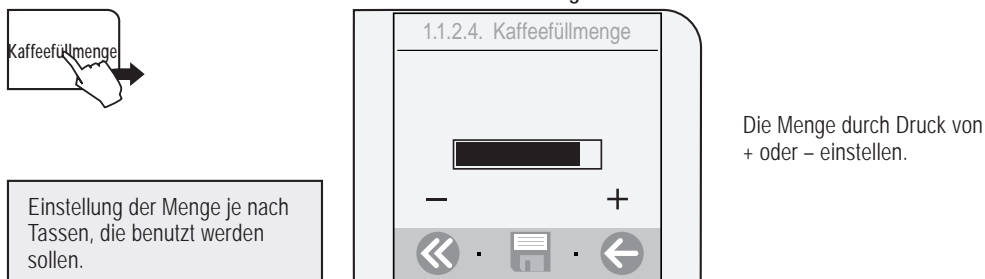 Kaffeefüllmenge
1.1.2.4. Kaffeefüllmenge
– +
Die Menge durch Druck von
+ oder – einstellen.
Einstellung der Menge je nach
Tassen, die benutzt werden
sollen.